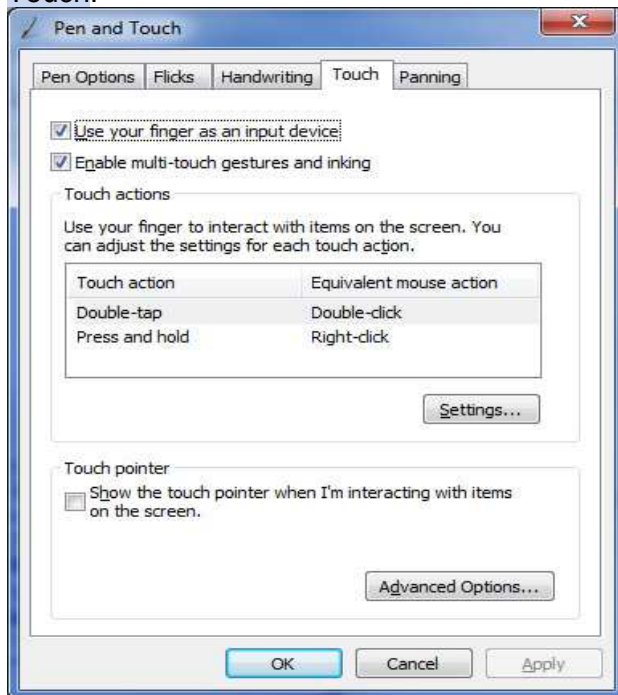 Touch.
Pen and Touch
Pen Options Flicks Handwriting Touch Panning
Use your finger as an input device
Enable multi-touch gestures and inking
Touch actions
Use your finger to interact with items on the screen. You
can adjust the settings for each touch action.
Touch action Equivalent mouse action
Double-tap Double-click
Press and hold Right-click
Settings...
Touch pointer
Show the touch pointer when I'm interacting with items
on the screen.
Advanced Options...
OK Cancel Apply